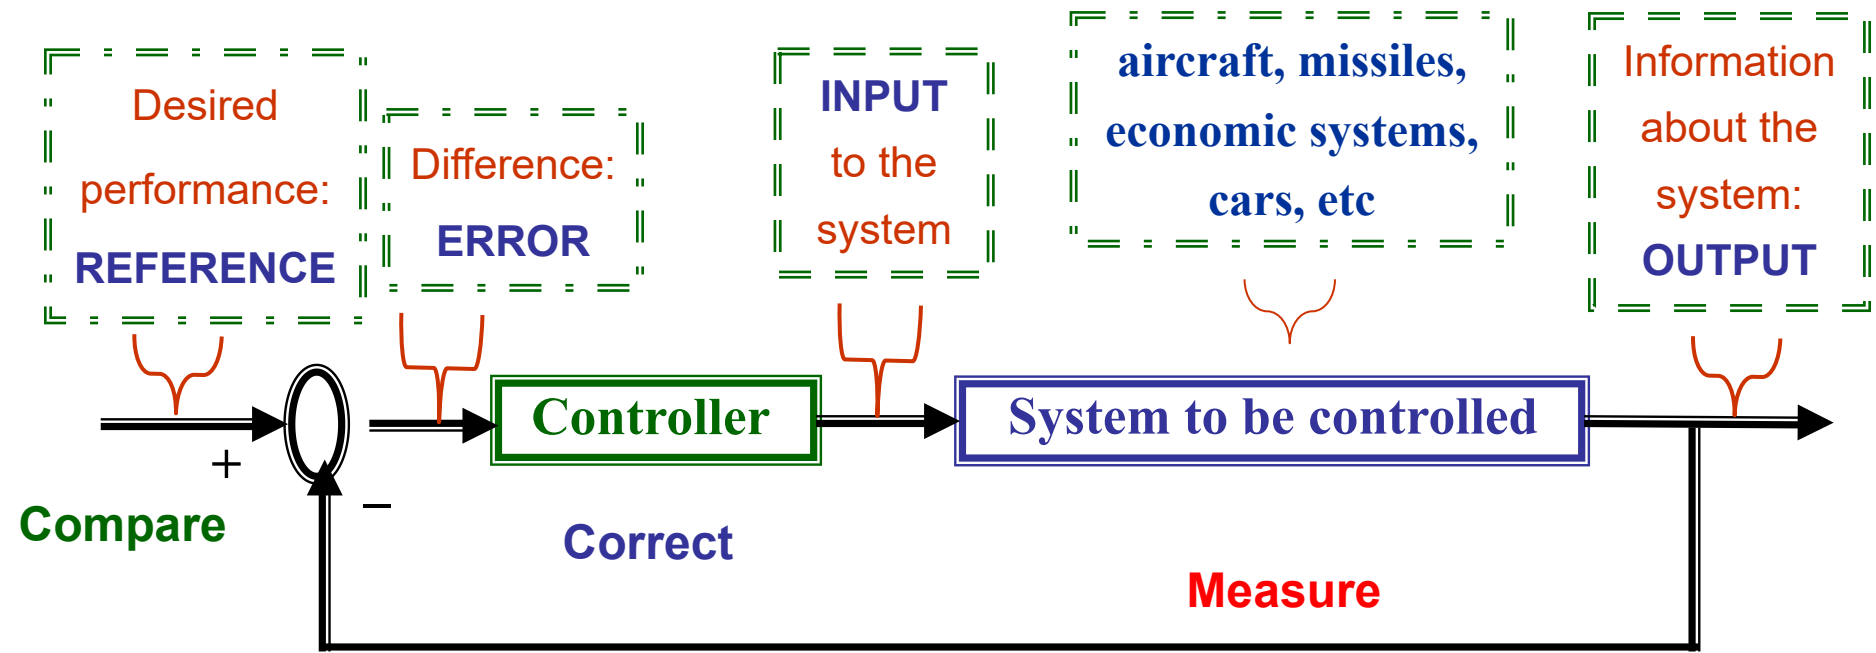 Desired
performance:
REFERENCE
Difference:
ERROR
INPUT
to the
system
aircraft, missiles,
economic systems,
cars, etc
Information
about the
system:
OUTPUT
Controller
System to be controlled
+
−
Compare
Correct
Measure